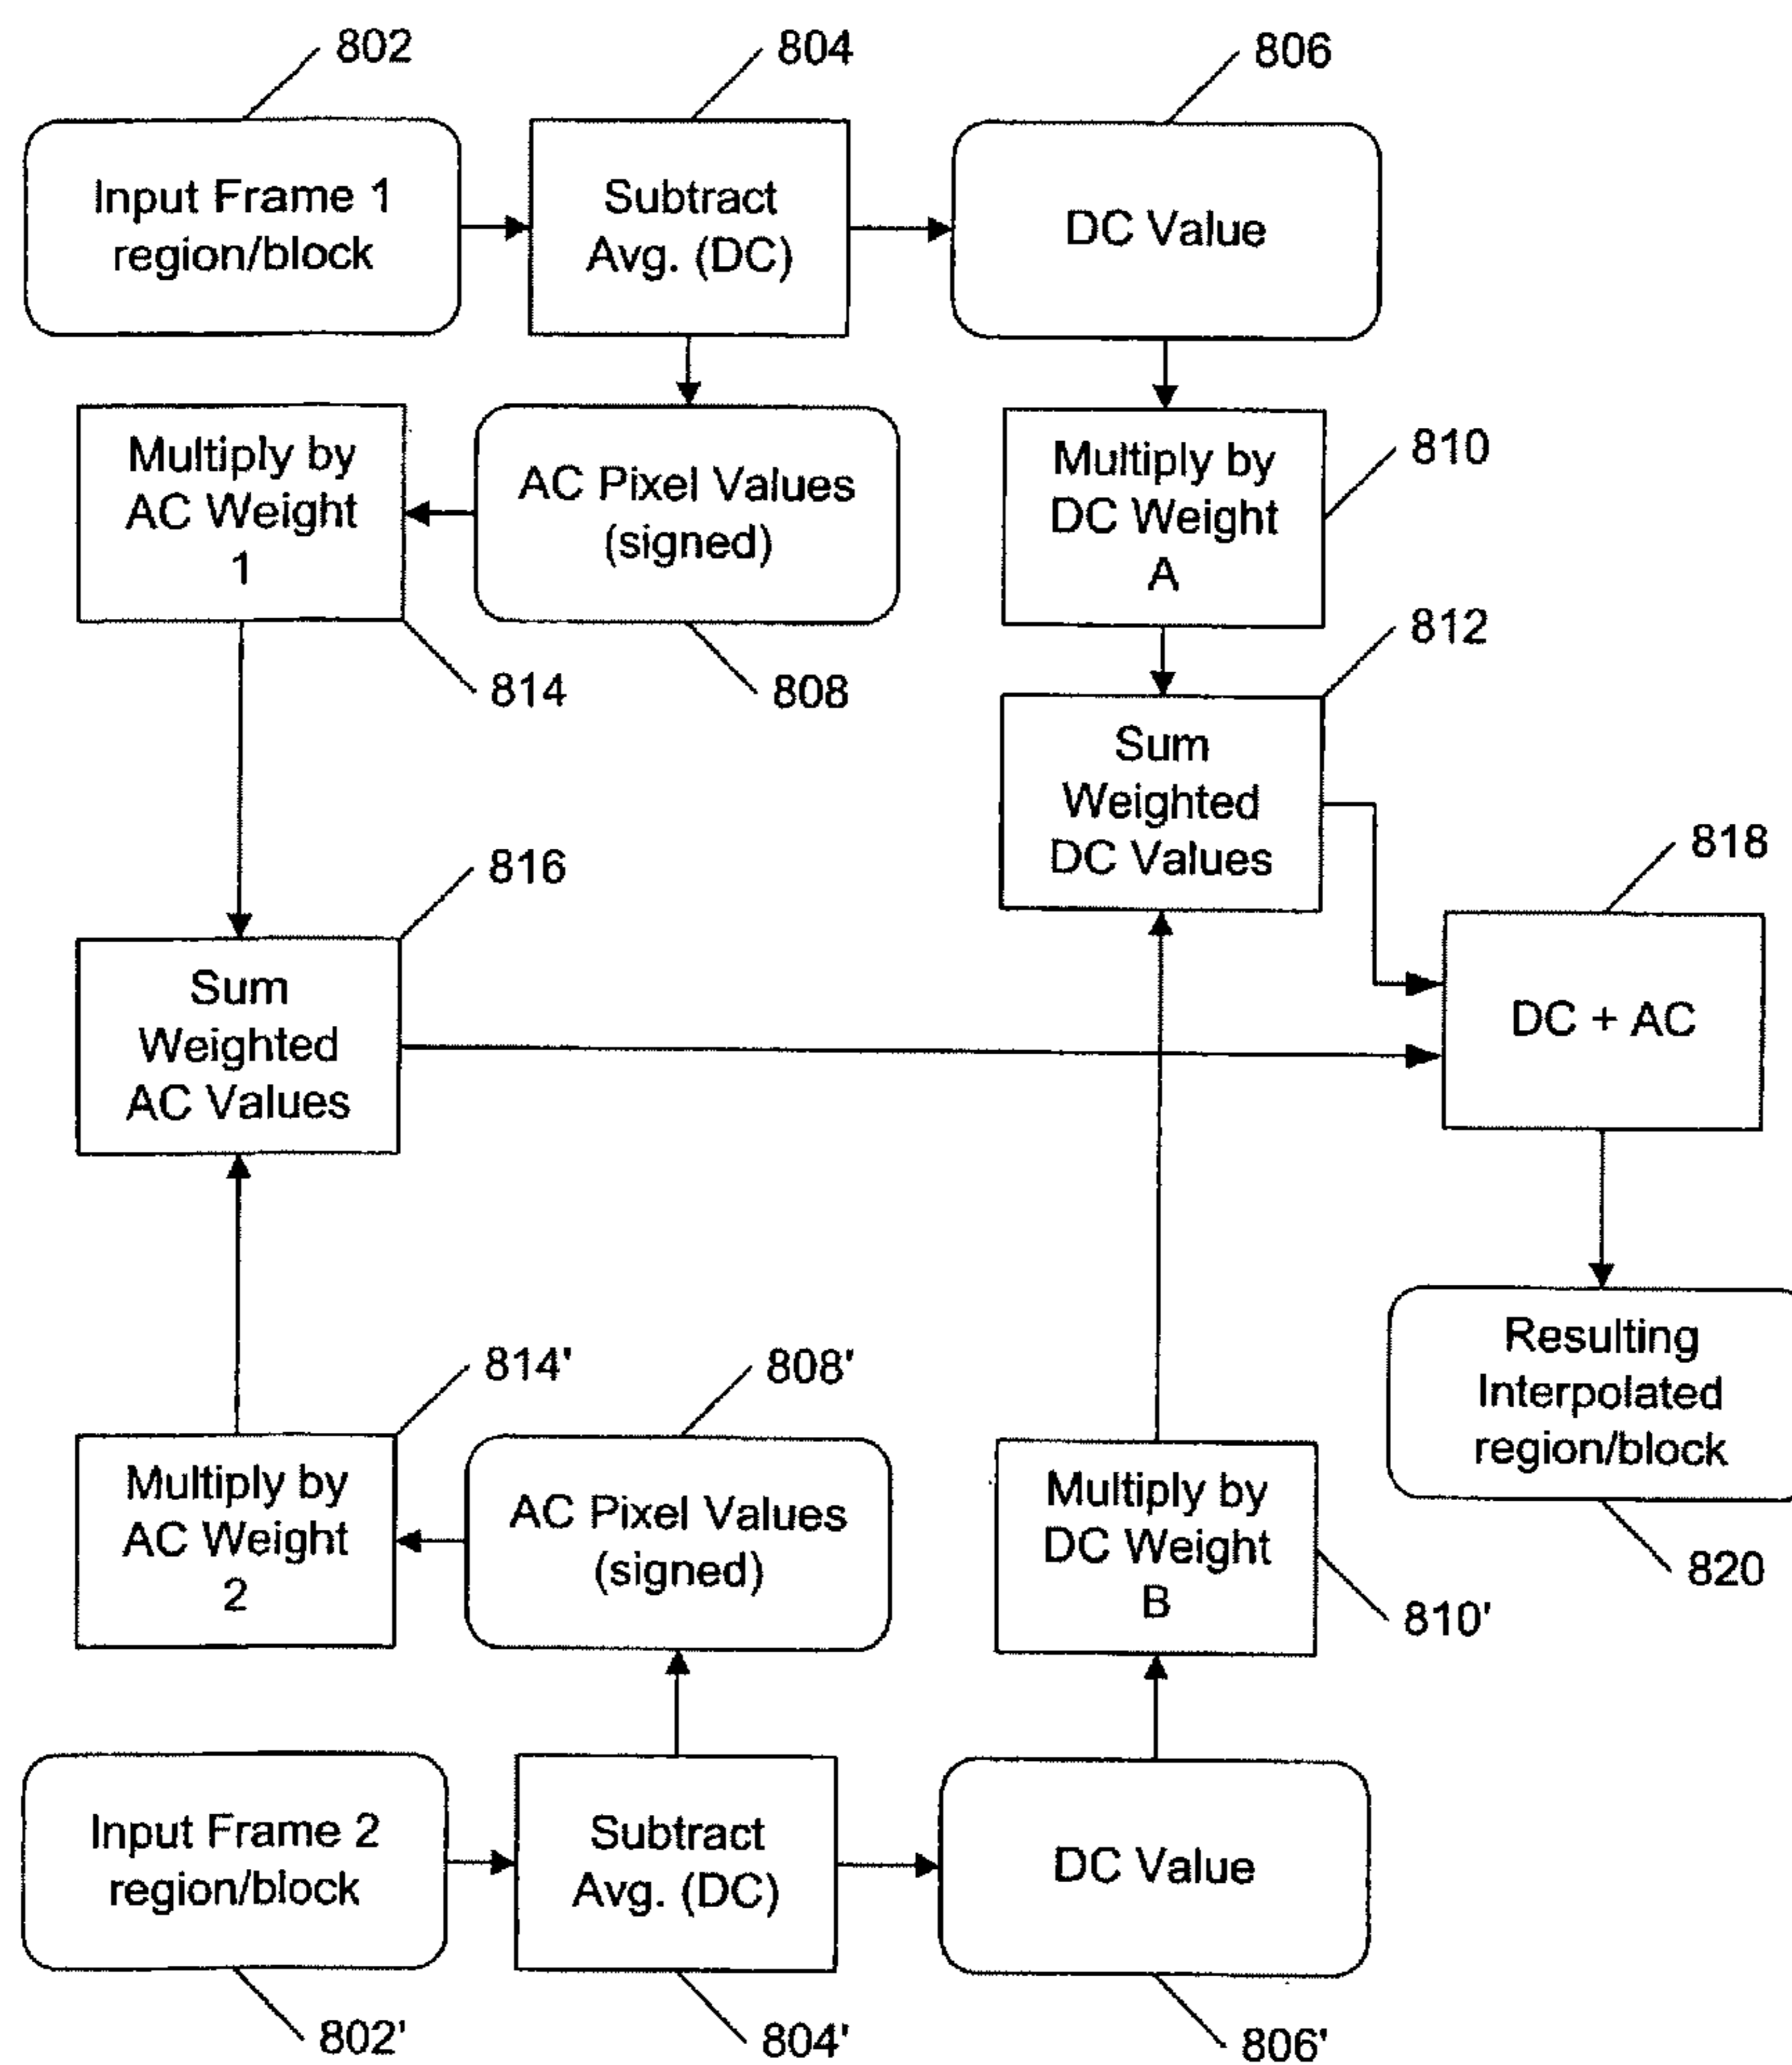 802
804
806
Input Frame 1
region/block
Subtract
Avg. (DC)
DC Value
Multiply by
AC Weight
1
AC Pixel Values
(signed)
Multiply by
DC Weight
A
810
814
808
812
Sum
Weighted
DC Values
816
818
Sum
Weighted
AC Values
DC + AC
814'
808'
Resulting
Interpolated
region/block
Multiply by
AC Weight
2
AC Pixel Values
(signed)
Multiply by
DC Weight
B
820
810'
Input Frame 2
region/block
Subtract
Avg. (DC)
DC Value
802'
804'
806'